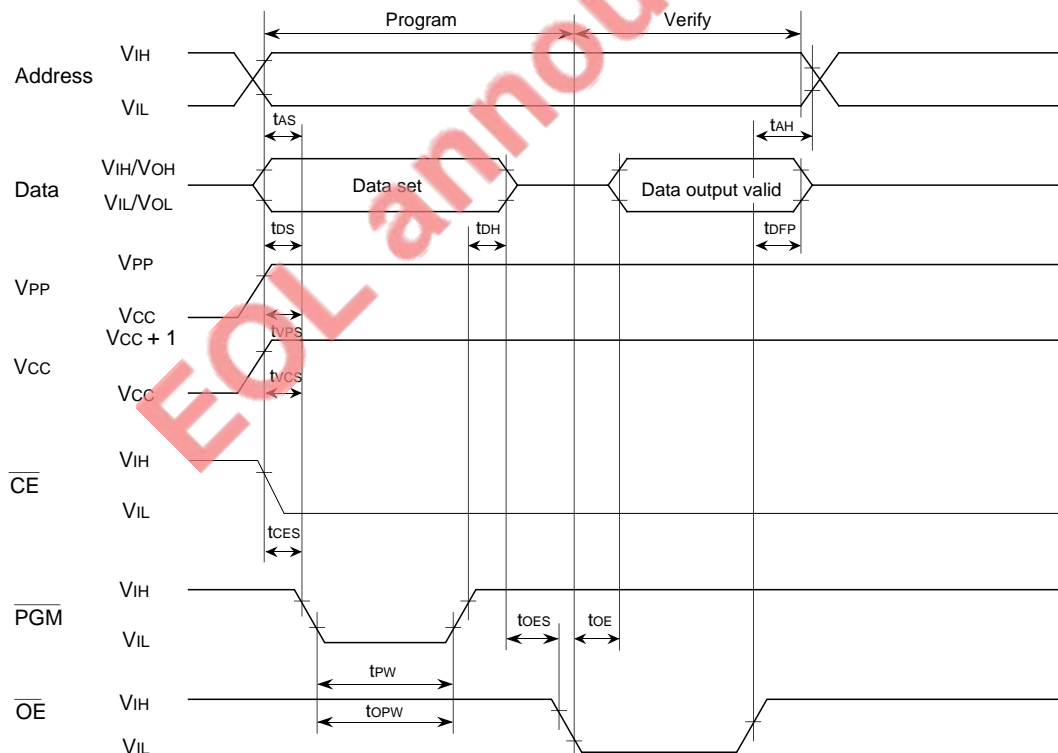 Program Verify
Address VIH
VIL
tAS tAH
Data VIH/VOH
VIL/VOL
Data set Data output valid
tDS tDH tDFP
VPP VPP
VCC
tVPS
VCC VCC + 1
VCC
tVCS
CE VIH
VIL
tCES
PGM VIH
VIL
tOES tOE
tPW
OE VIH
VIL
tOPW
EOL annou